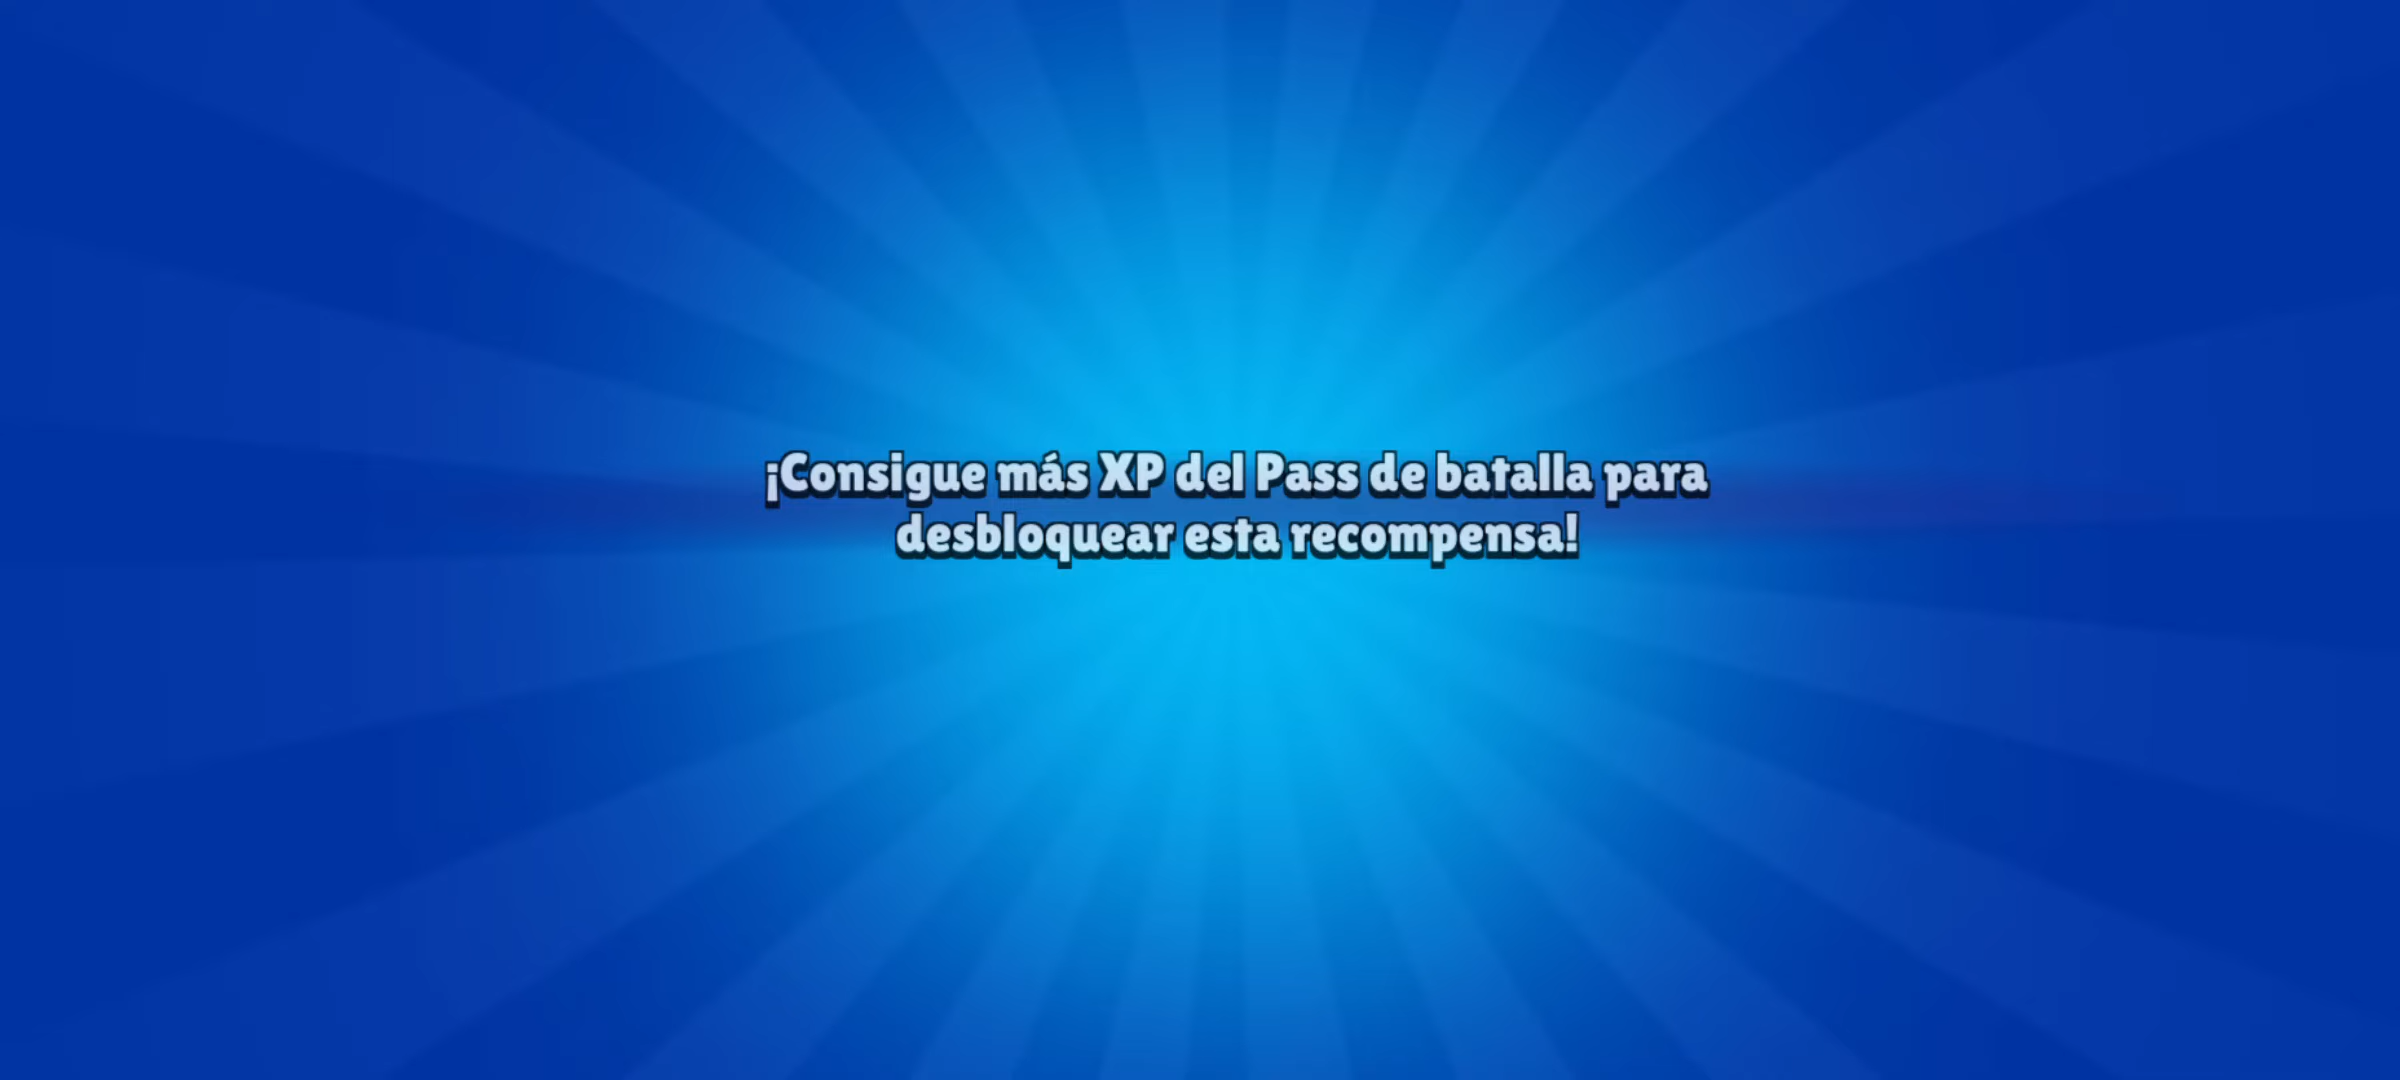 ¡Consigue más XP del Pass de batalla para
desbloquear esta recompensa!